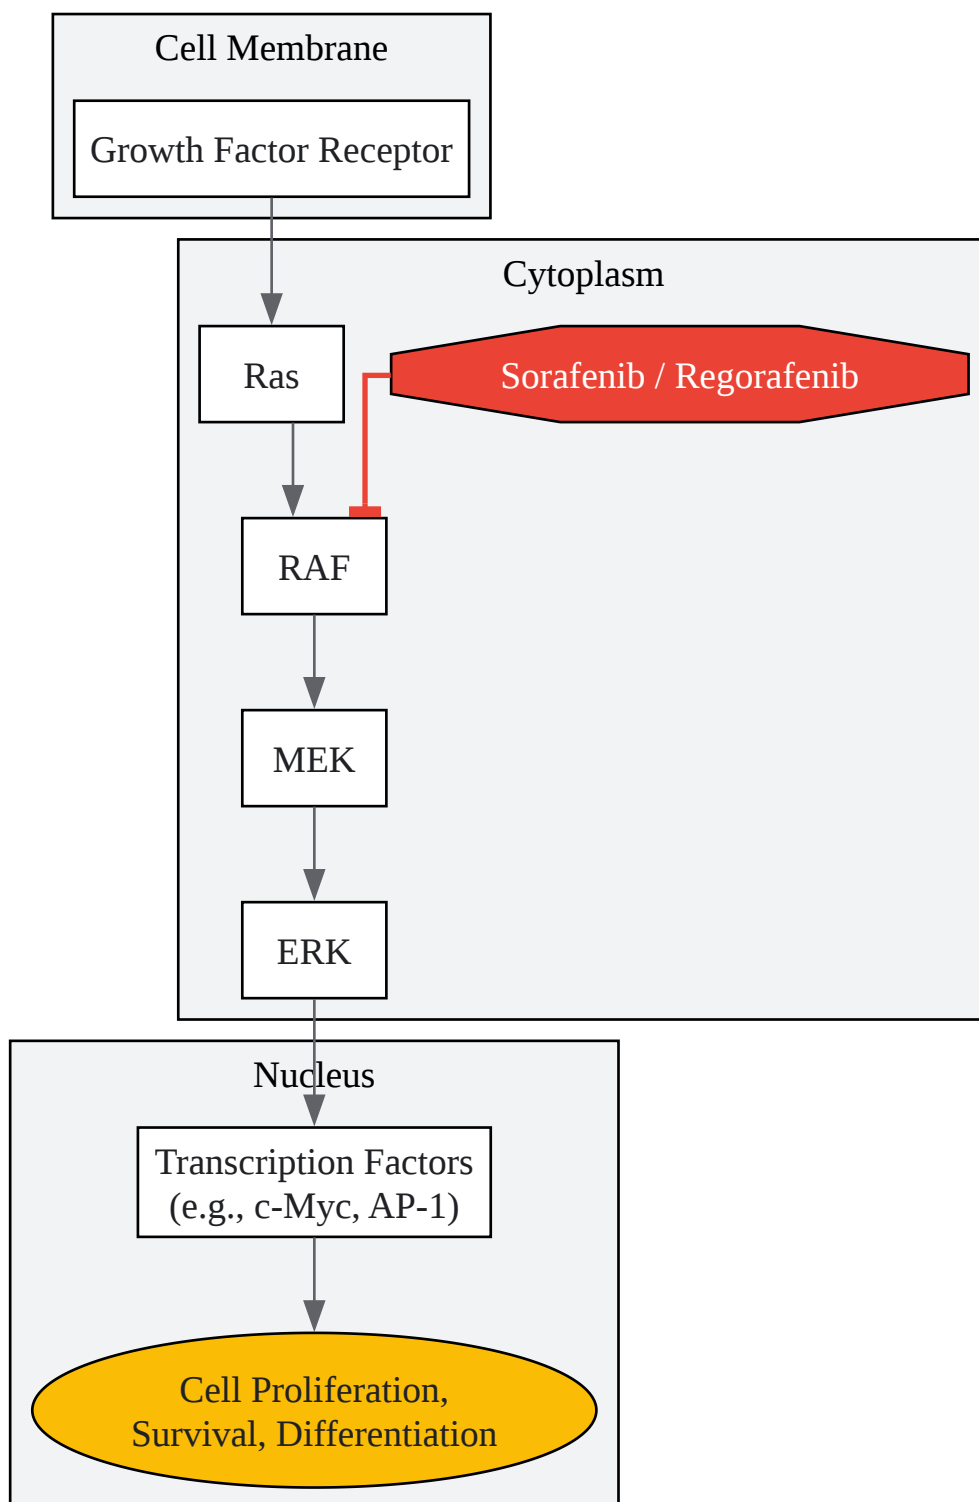 Cell Membrane
Growth Factor Receptor
Cytoplasm
Ras
Sorafenib / Regorafenib
RAF
MEK
ERK
Nucleus
Transcription Factors
(e.g., c-Myc, AP-1)
Cell Proliferation,
Survival, Differentiation